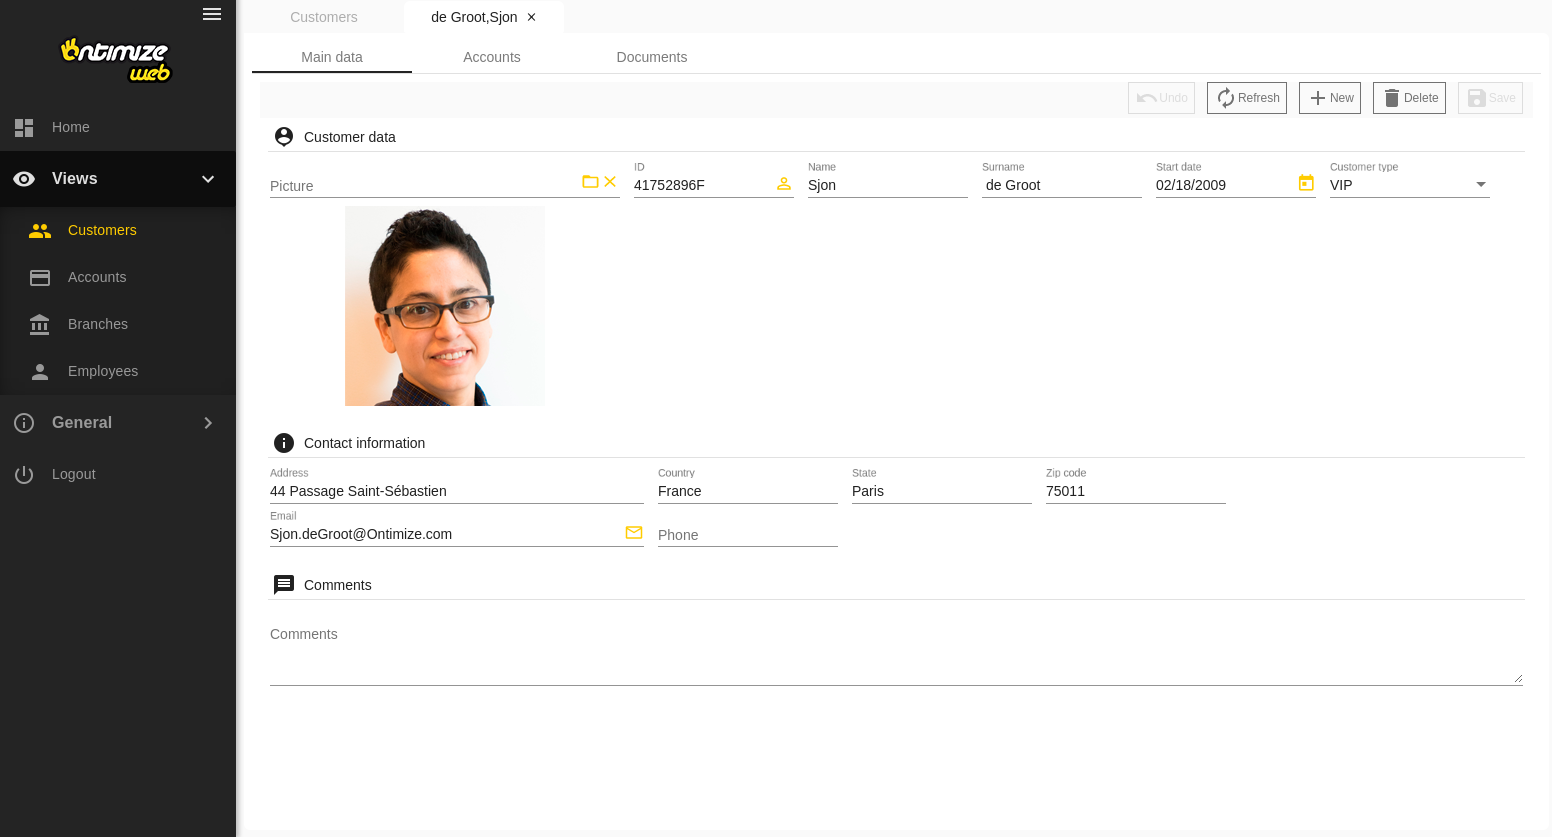 Customers
de Groot,Sjon ×
Ontimize
web
Main data
Accounts
Documents
Undo
Refresh
New
Delete
Save
Home
Views
Customers
Accounts
Branches
Employees
General
Logout
Customer data
Picture
ID
41752896F
Name
Sjon
Surname
de Groot
Start date
02/18/2009
Customer type
VIP
Contact information
Address
44 Passage Saint-Sébastien
Country
France
State
Paris
Zip code
75011
Email
Sjon.deGroot@Ontimize.com
Phone
Comments
Comments